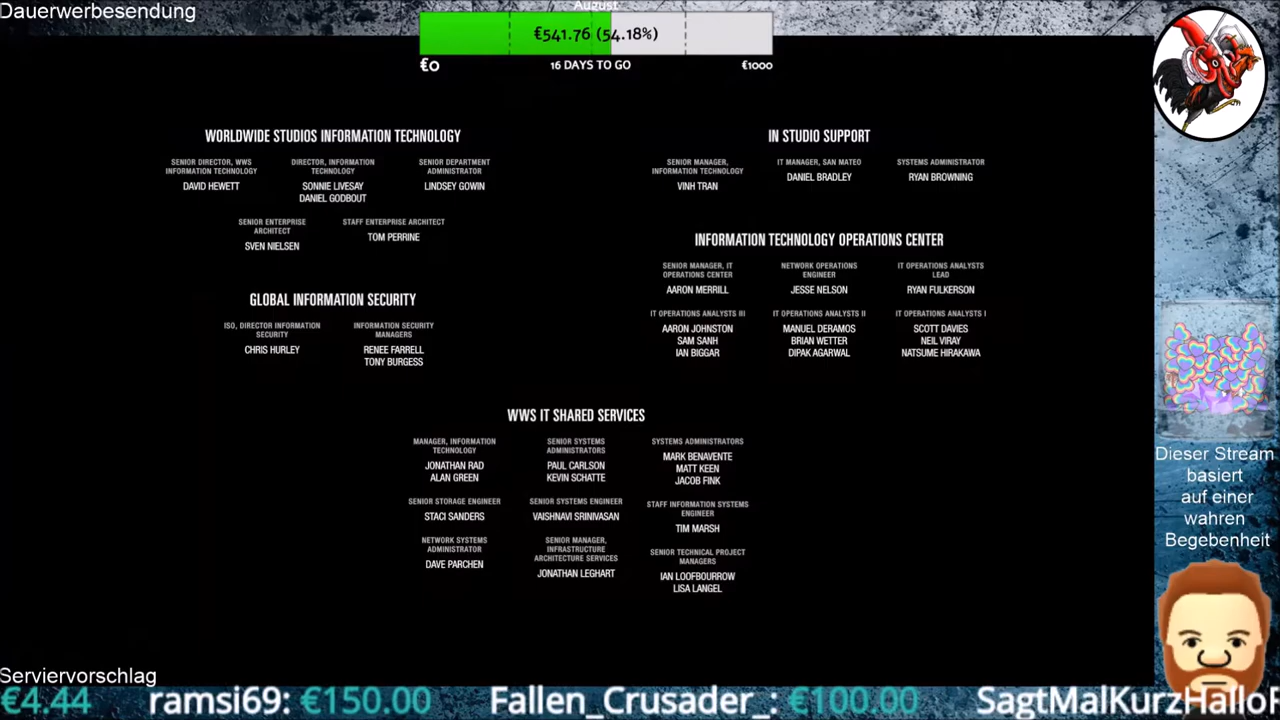 Dauerwerbesendung
August
€541.76 (54.18%)
€0
16 DAYS TO GO
€1000
WORLDWIDE STUDIOS INFORMATION TECHNOLOGY
SENIOR DIRECTOR, WWS
INFORMATION TECHNOLOGY
DAVID HEWETT
DIRECTOR, INFORMATION
TECHNOLOGY
SONNIE LIVESAY
DANIEL GODBOUT
SENIOR DEPARTMENT
ADMINISTRATOR
LINDSEY GOWIN
SENIOR ENTERPRISE
ARCHITECT
SVEN NIELSEN
STAFF ENTERPRISE ARCHITECT
TOM PERRINE
GLOBAL INFORMATION SECURITY
ISO, DIRECTOR INFORMATION
SECURITY
CHRIS HURLEY
INFORMATION SECURITY
MANAGERS
RENEE FARRELL
TONY BURGESS
IN STUDIO SUPPORT
SENIOR MANAGER,
INFORMATION TECHNOLOGY
VINH TRAN
IT MANAGER, SAN MATEO
DANIEL BRADLEY
SYSTEMS ADMINISTRATOR
RYAN BROWNING
INFORMATION TECHNOLOGY OPERATIONS CENTER
SENIOR MANAGER, IT
OPERATIONS CENTER
AARON MERRILL
NETWORK OPERATIONS
ENGINEER
JESSE NELSON
IT OPERATIONS ANALYSTS
LEAD
RYAN FULKERSON
IT OPERATIONS ANALYSTS III
AARON JOHNSTON
SAM SANH
IAN BIGGAR
IT OPERATIONS ANALYSTS II
MANUEL DERAMOS
BRIAN WETTER
DIPAK AGARWAL
IT OPERATIONS ANALYSTS I
SCOTT DAVIES
NEIL VIRAY
NATSUME HIRAKAWA
WWS IT SHARED SERVICES
MANAGER, INFORMATION
TECHNOLOGY
JONATHAN RAD
ALAN GREEN
SENIOR SYSTEMS
ADMINISTRATORS
PAUL CARLSON
KEVIN SCHATTE
SYSTEMS ADMINISTRATORS
MARK BENAVENTE
MATT KEEN
JACOB FINK
SENIOR STORAGE ENGINEER
STACI SANDERS
SENIOR SYSTEMS ENGINEER
VAISHNAVI SRINIVASAN
STAFF INFORMATION SYSTEMS
ENGINEER
TIM MARSH
NETWORK SYSTEMS
ADMINISTRATOR
DAVE PARCHEN
SENIOR MANAGER,
INFRASTRUCTURE
ARCHITECTURE SERVICES
JONATHAN LEGHART
SENIOR TECHNICAL PROJECT
MANAGERS
IAN LOOFBOURROW
LISA LANGEL
Dieser Stream
basiert
auf einer
wahren
Begebenheit
Serviervorschlag
€4.44 ramsi69: €150.00 Fallen_Crusader_: €100.00 SagtMalKurzHallo